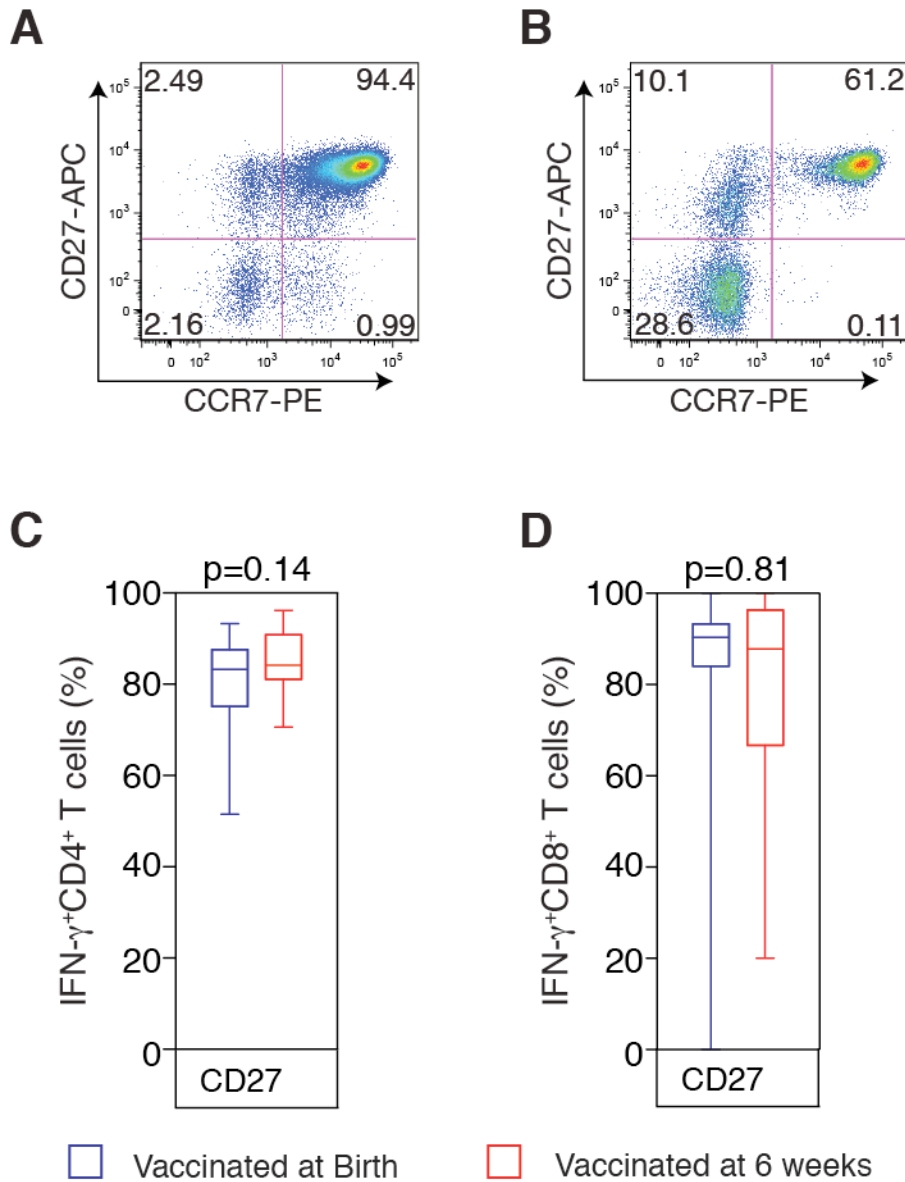 A
B
2.49 94.4
10.1 61.2
10⁵
10⁴
10³
10²
0
2.16 0.99
28.6 0.11
0 10² 10³ 10⁴ 10⁵
0 10² 10³ 10⁴ 10⁵
10⁵
10⁴
10³
10²
0
CD27-APC
CD27-APC
CCR7-PE
CCR7-PE
C
D
p=0.14
p=0.81
100
80
60
40
20
0
100
80
60
40
20
0
IFN-γ⁺CD4⁺ T cells (%)
IFN-γ⁺CD8⁺ T cells (%)
CD27
CD27
Vaccinated at Birth
Vaccinated at 6 weeks